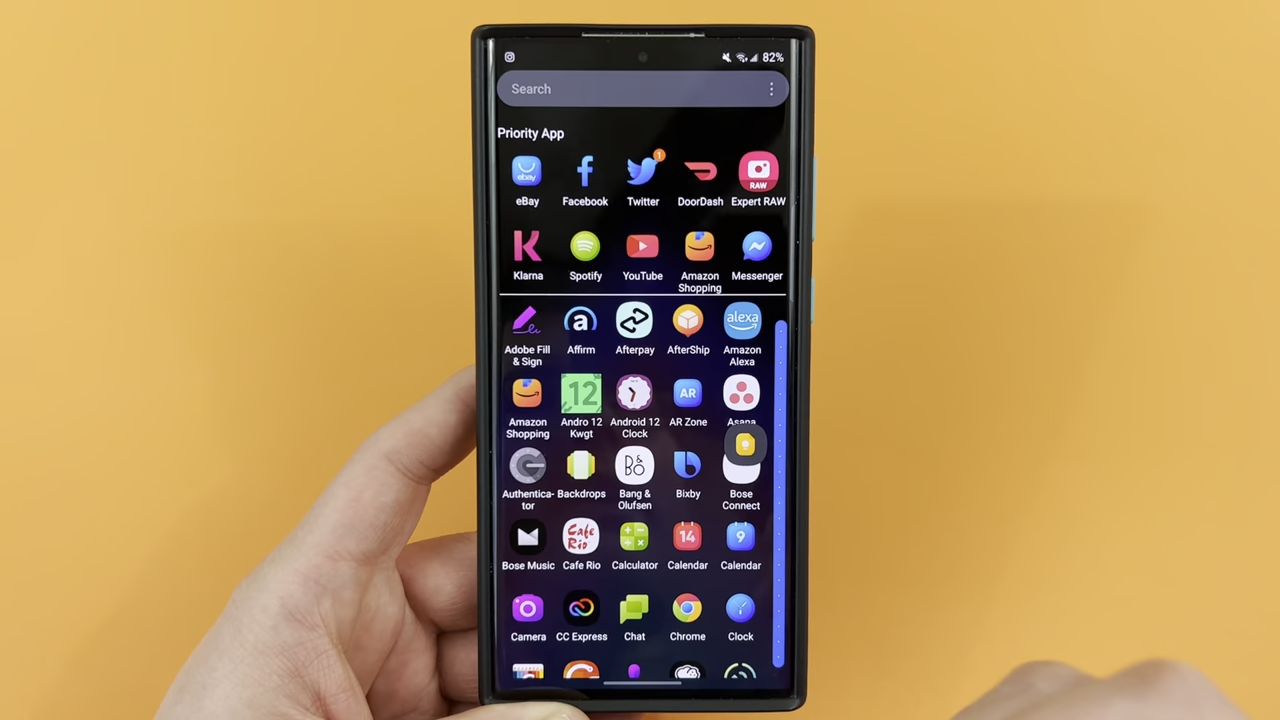 82%
Search
Priority App
ebay
RAW
eBay Facebook Twitter 1 DoorDash Expert RAW
Klarna Spotify YouTube Amazon Shopping Messenger
a
alexa
Adobe Fill & Sign Affirm Afterpay AfterShip Amazon Alexa
12
AR
Amazon Shopping Andro 12 Kwgt Android 12 Clock AR Zone Asana
B&O
Authentica-tor Backdrops Bang & Olufsen Bixby Bose Connect
Cafe Rio
14
9
Bose Music Cafe Rio Calculator Calendar Calendar
Camera CC Express Chat Chrome Clock